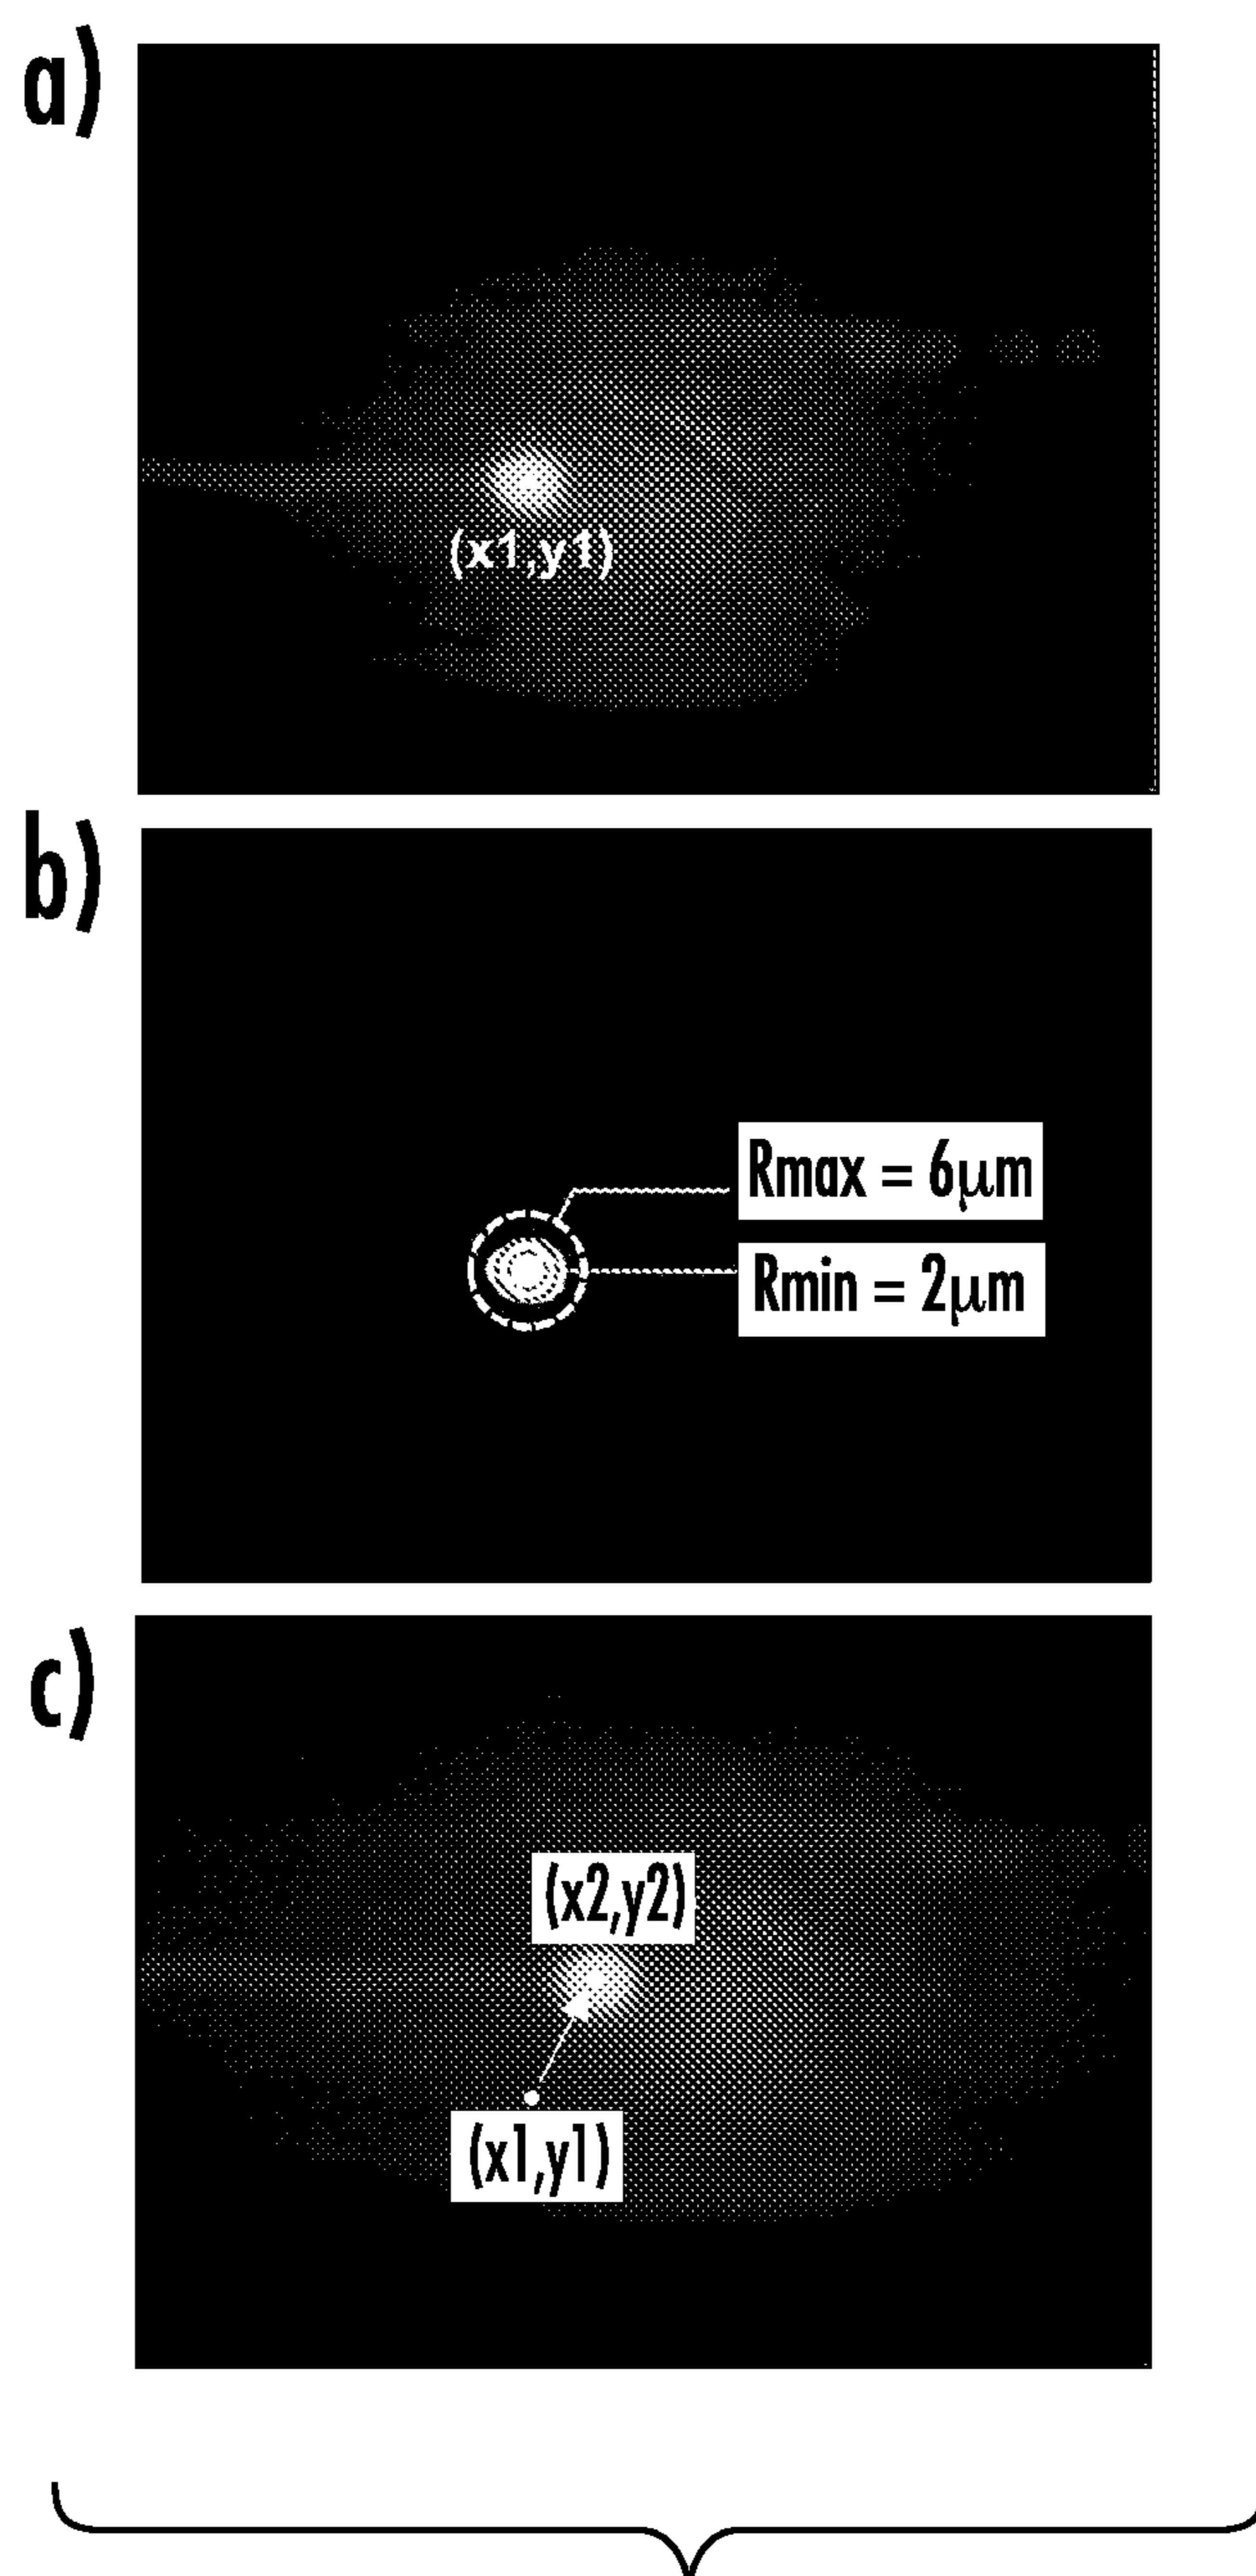 a)
(x1,y1)
b)
Rmax = 6μm
Rmin = 2μm
c)
(x2,y2)
(x1,y1)